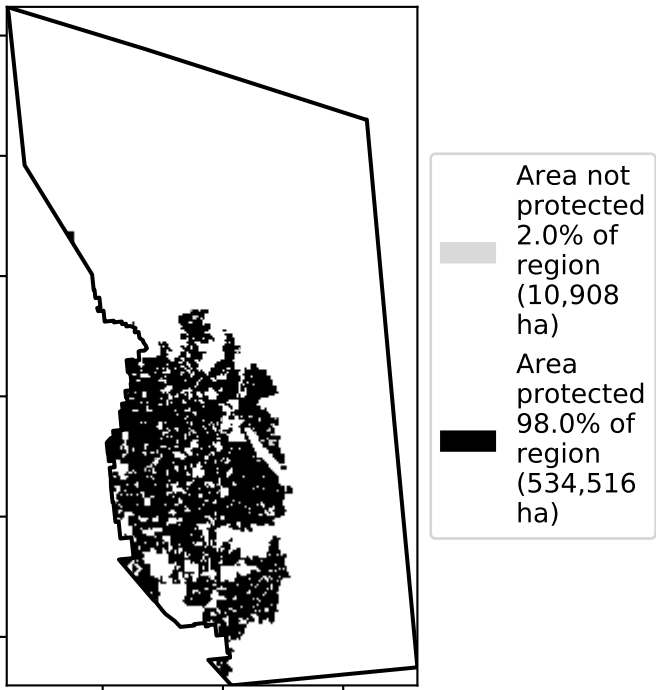 Area not
protected
2.0% of
region
(10,908
ha)
Area
protected
98.0% of
region
(534,516
ha)